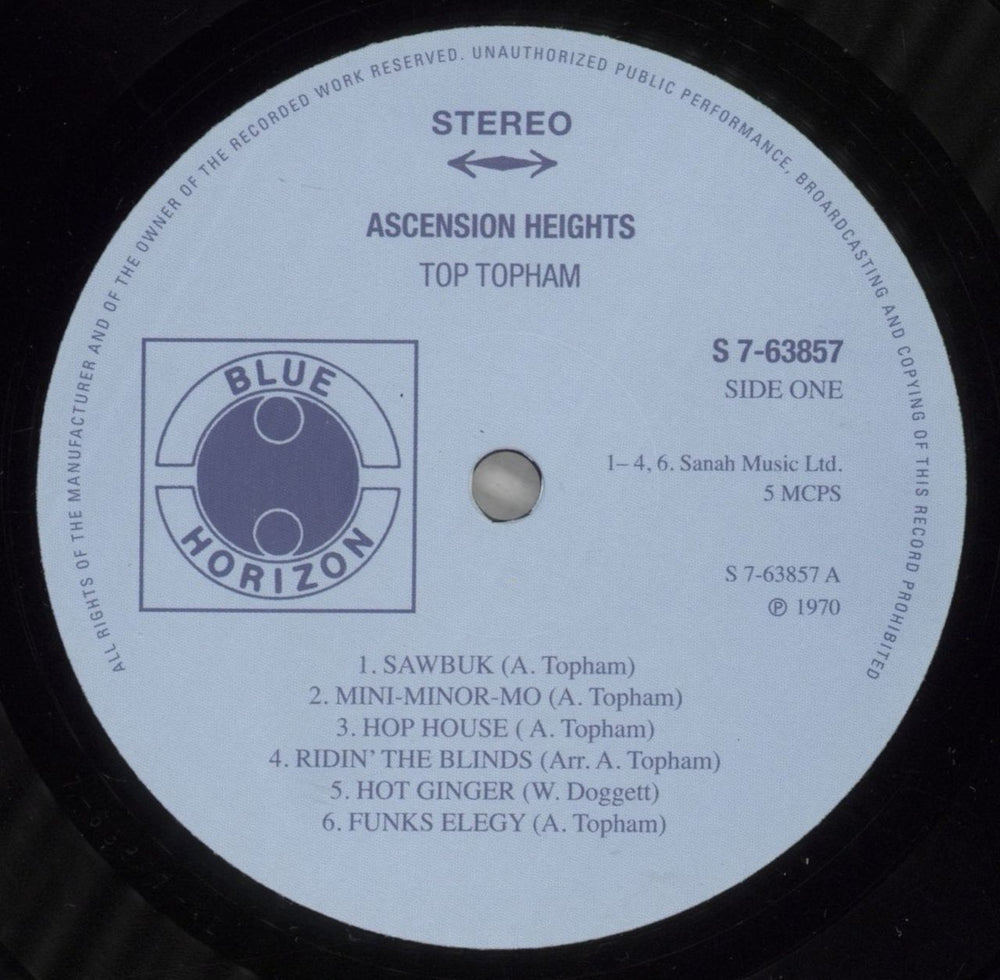 ALL RIGHTS OF THE MANUFACTURER AND OF THE OWNER OF THE RECORDED WORK RESERVED. UNAUTHORIZED PUBLIC PERFORMANCE, BROARDCASTING AND COPYING OF THIS RECORD PROHIBITED
STEREO
ASCENSION HEIGHTS
TOP TOPHAM
BLUE
HORIZON
S 7-63857
SIDE ONE
1– 4, 6. Sanah Music Ltd.
5 MCPS
S 7-63857 A
℗ 1970
1. SAWBUK (A. Topham)
2. MINI-MINOR-MO (A. Topham)
3. HOP HOUSE ( A. Topham)
4. RIDIN’ THE BLINDS (Arr. A. Topham)
5. HOT GINGER (W. Doggett)
6. FUNKS ELEGY (A. Topham)